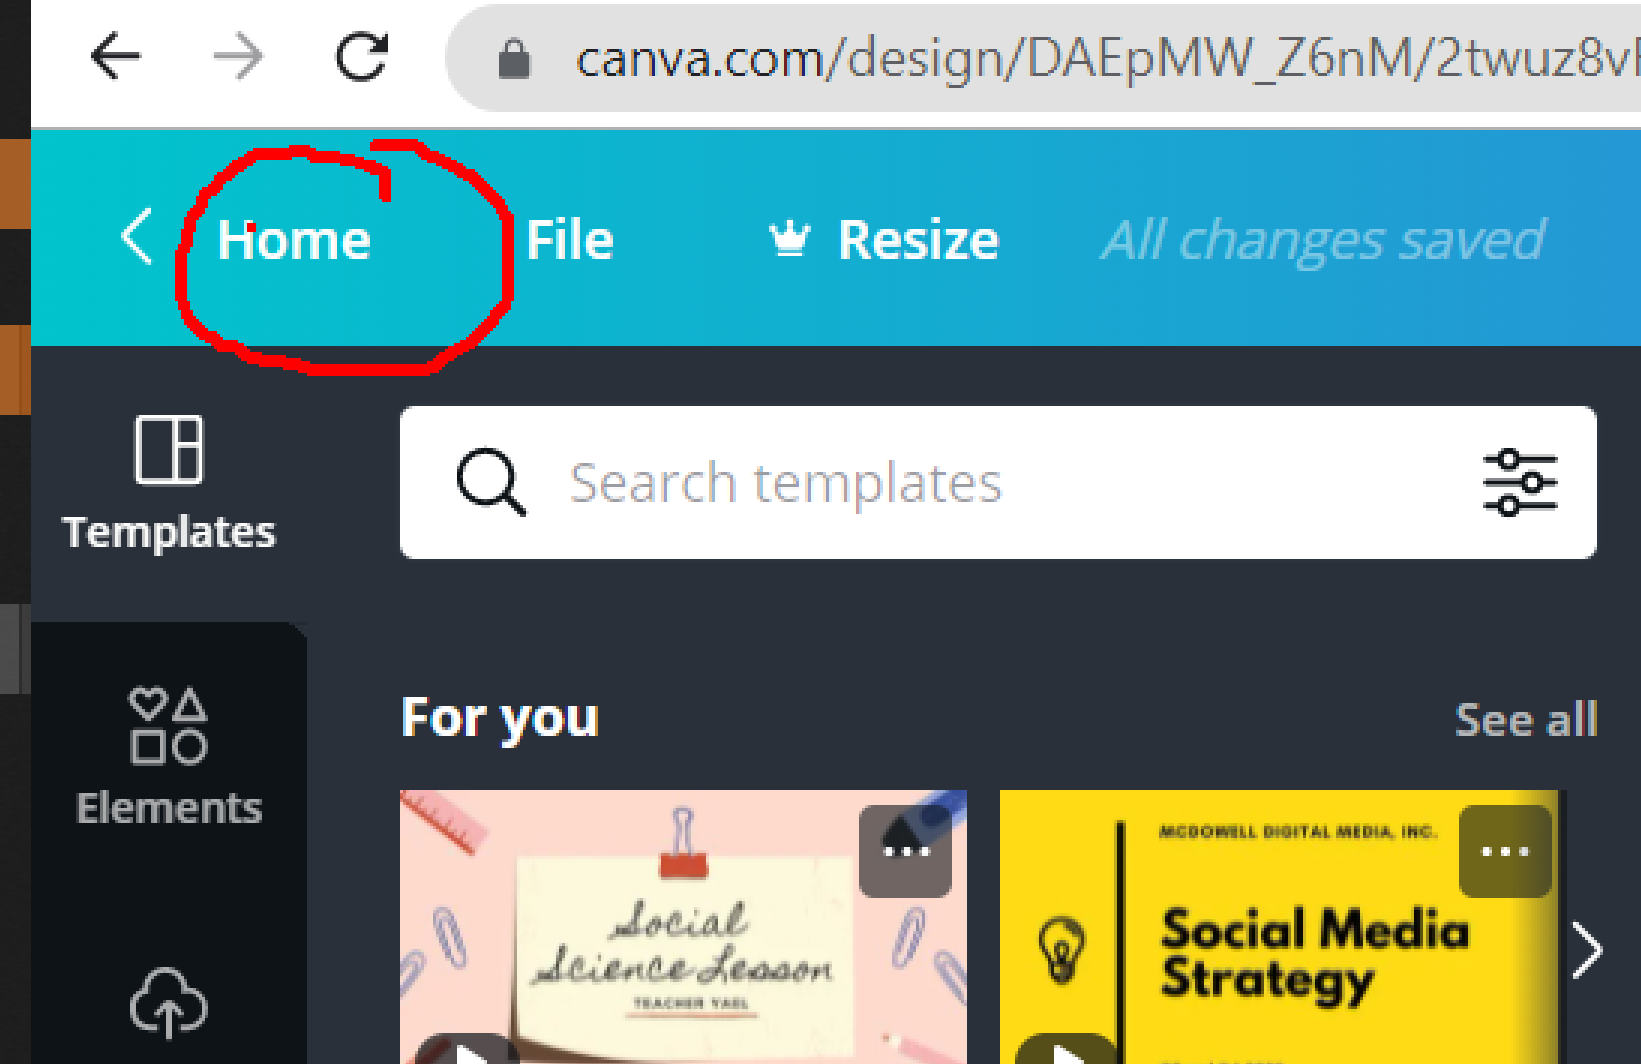 canva.com/design/DAEpMW_Z6nM/2twuz8v
Home File Resize All changes saved
Search templates
Templates
For you See all
Elements
MCDOWELL DIGITAL MEDIA, INC.
Social
Science Lesson
TEACHER YAEL
Social Media
Strategy